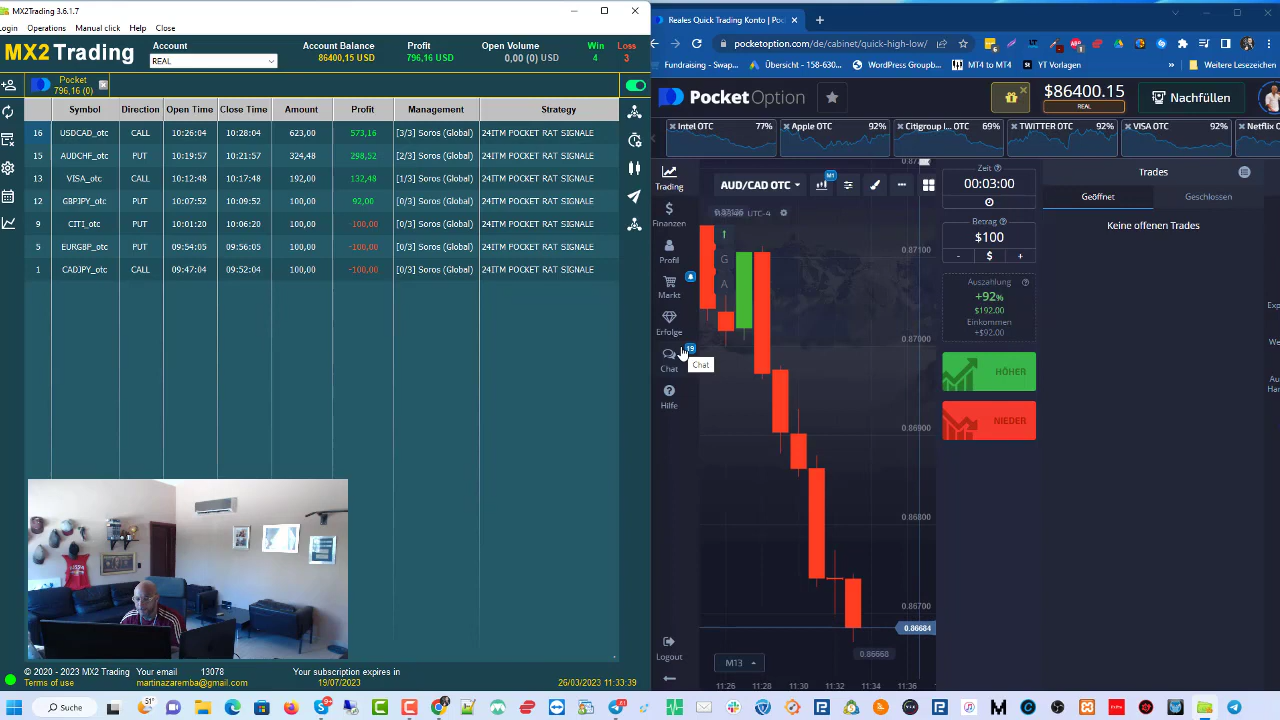 MX2Trading 3.6.1.7
Login Operations Manual click Help Close
MX2 Trading
Account
REAL
Account Balance
86400,15 USD
Profit
796,16 USD
Open Volume
0,00 (0) USD
Win
4
Loss
3
Pocket
796,16 (0)
Symbol Direction Open Time Close Time Amount Profit Management Strategy
16 USDCAD_otc CALL 10:26:04 10:28:04 623,00 573,16 [3/3] Soros (Global) 24ITM POCKET RAT SIGNALE
15 AUDCHF_otc PUT 10:19:57 10:21:57 324,48 298,52 [2/3] Soros (Global) 24ITM POCKET RAT SIGNALE
13 VISA_otc CALL 10:12:48 10:17:48 192,00 132,48 [1/3] Soros (Global) 24ITM POCKET RAT SIGNALE
12 GBPJPY_otc PUT 10:07:52 10:09:52 100,00 92,00 [0/3] Soros (Global) 24ITM POCKET RAT SIGNALE
9 CITI_otc PUT 10:01:20 10:06:20 100,00 -100,00 [0/3] Soros (Global) 24ITM POCKET RAT SIGNALE
5 EURGBP_otc PUT 09:54:05 09:56:05 100,00 -100,00 [0/3] Soros (Global) 24ITM POCKET RAT SIGNALE
1 CADJPY_otc CALL 09:47:04 09:52:04 100,00 -100,00 [0/3] Soros (Global) 24ITM POCKET RAT SIGNALE
© 2020 - 2023 MX2 Trading Your email 13078 Your subscription expires in
Terms of use martinazaremba@gmail.com 19/07/2023 26/03/2023 11:33:39
Reales Quick Trading Konto |
pocketoption.com/de/cabinet/quick-high-low/
Fundraising - Swap... Übersicht - 158-630... WordPress Groupb... MT4 to MT4 YT Vorlagen Weitere Lesezeichen
PocketOption
$86400.15
REAL
Nachfüllen
Intel OTC 77%
Apple OTC 92%
Citigroup I... OTC 69%
TWITTER OTC 92%
VISA OTC 92%
Netflix O
Trading
Finanzen
Profil
Markt
Erfolge
19
Chat
Chat
Hilfe
Logout
AUD/CAD OTC
M1
UTC-4
G
A
0.87100
0.87000
0.86900
0.86800
0.86700
0.86684
0.86668
M13
11:26 11:28 11:30 11:32 11:34 11:36
Zeit
00:03:00
Betrag
$100
- $ +
Auszahlung
+92%
$192.00
Einkommen
+$92.00
HÖHER
NIEDER
Trades
Geöffnet Geschlossen
Keine offenen Trades
Suche